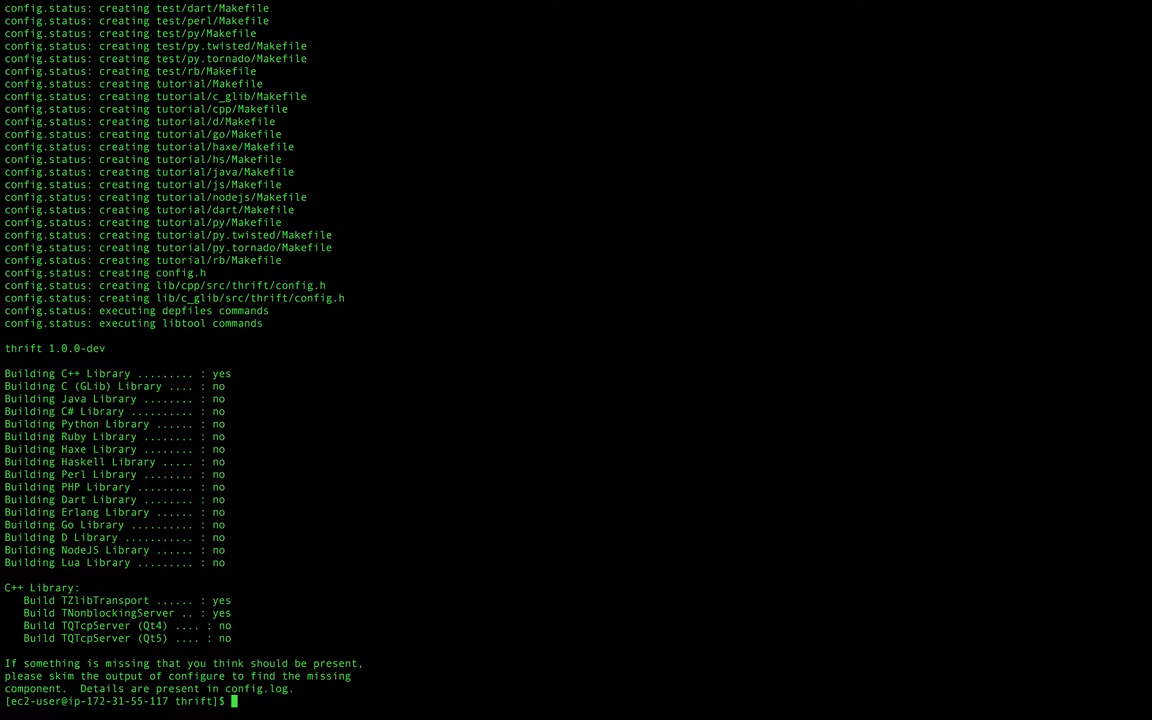 config.status: creating test/dart/Makefile
config.status: creating test/perl/Makefile
config.status: creating test/py/Makefile
config.status: creating test/py.twisted/Makefile
config.status: creating test/py.tornado/Makefile
config.status: creating test/rb/Makefile
config.status: creating tutorial/Makefile
config.status: creating tutorial/c_glib/Makefile
config.status: creating tutorial/cpp/Makefile
config.status: creating tutorial/d/Makefile
config.status: creating tutorial/go/Makefile
config.status: creating tutorial/haxe/Makefile
config.status: creating tutorial/hs/Makefile
config.status: creating tutorial/java/Makefile
config.status: creating tutorial/js/Makefile
config.status: creating tutorial/nodejs/Makefile
config.status: creating tutorial/dart/Makefile
config.status: creating tutorial/py/Makefile
config.status: creating tutorial/py.twisted/Makefile
config.status: creating tutorial/py.tornado/Makefile
config.status: creating tutorial/rb/Makefile
config.status: creating config.h
config.status: creating lib/cpp/src/thrift/config.h
config.status: creating lib/c_glib/src/thrift/config.h
config.status: executing depfiles commands
config.status: executing libtool commands
thrift 1.0.0-dev
Building C++ Library ......... : yes
Building C (GLib) Library .... : no
Building Java Library ........ : no
Building C# Library .......... : no
Building Python Library ...... : no
Building Ruby Library ........ : no
Building Haxe Library ........ : no
Building Haskell Library ..... : no
Building Perl Library ........ : no
Building PHP Library ......... : no
Building Dart Library ........ : no
Building Erlang Library ...... : no
Building Go Library .......... : no
Building D Library ........... : no
Building NodeJS Library ...... : no
Building Lua Library ......... : no
C++ Library:
   Build TZlibTransport ...... : yes
   Build TNonblockingServer .. : yes
   Build TQTcpServer (Qt4) .... : no
   Build TQTcpServer (Qt5) .... : no
If something is missing that you think should be present,
please skim the output of configure to find the missing
component.  Details are present in config.log.
[ec2-user@ip-172-31-55-117 thrift]$